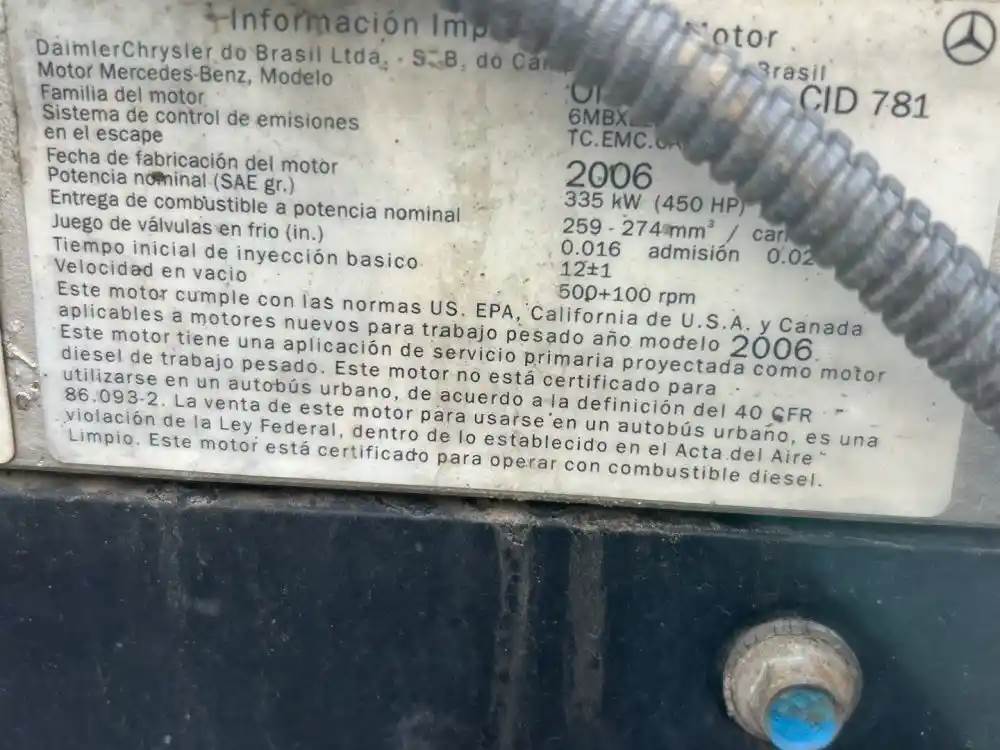 Información otor
DaimlerChrysler do Brasil Ltda. - S. B. do Brasil
Motor Mercedes-Benz, Modelo CID 781
Familia del motor
Sistema de control de emisiones
en el escape
Fecha de fabricación del motor 2006
Potencia nominal (SAE gr.) 335 kW (450 HP)
Entrega de combustible a potencia nominal 259 - 274 mm³ /
Juego de válvulas en frio (in.) 0.016 admisión
Tiempo inicial de inyección basico 12±1
Velocidad en vacio 500+100 rpm
Este motor cumple con las normas US. EPA, California de U.S.A. y Canada
aplicables a motores nuevos para trabajo pesado año modelo 2006.
Este motor tiene una aplicación de servicio primaria proyectada como motor
diesel de trabajo pesado. Este motor no está certificado para
utilizarse en un autobús urbano, de acuerdo a la definición del 40 CFR
86.093-2. La venta de este motor para usarse en un autobús urbano, es una
violación de la Ley Federal, dentro de lo establecido en el Acta del Aire
Limpio. Este motor está certificado para operar con combustible diesel.